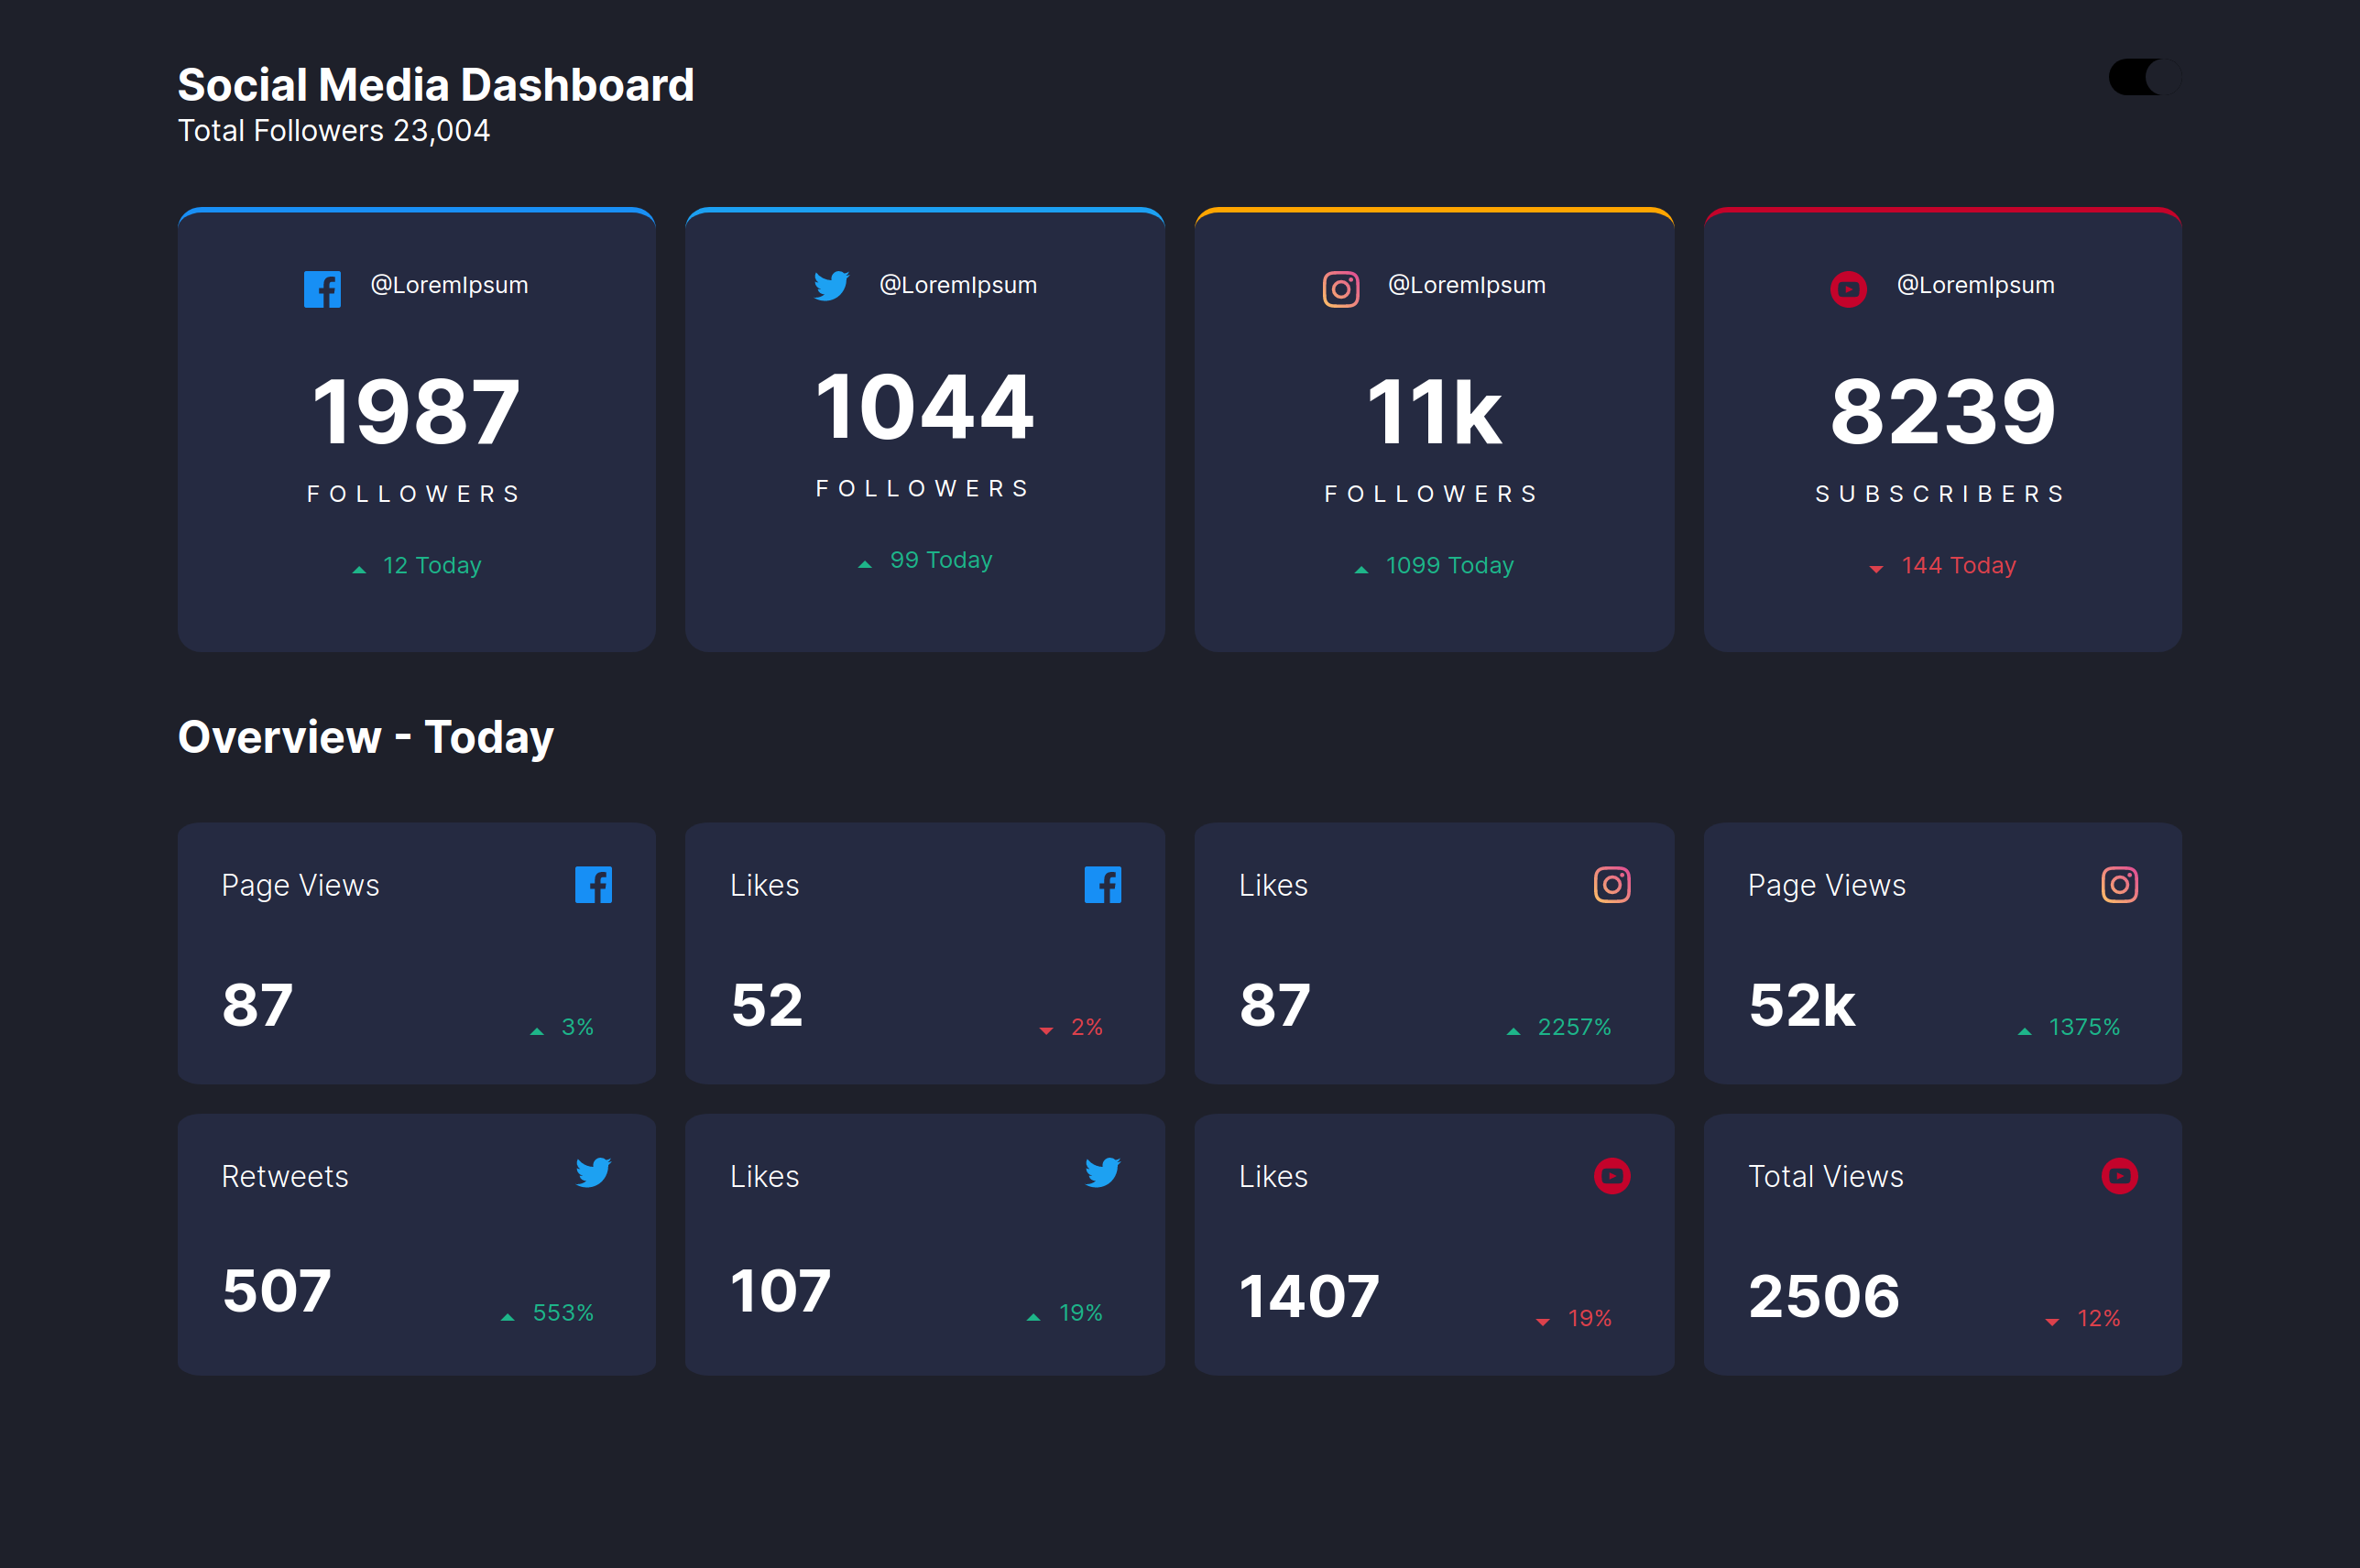 Social Media Dashboard
Total Followers 23,004
@LoremIpsum
1987
FOLLOWERS
12 Today
@LoremIpsum
1044
FOLLOWERS
99 Today
@LoremIpsum
11k
FOLLOWERS
1099 Today
@LoremIpsum
8239
SUBSCRIBERS
144 Today
Overview - Today
Page Views
87
3%
Likes
52
2%
Likes
87
2257%
Page Views
52k
1375%
Retweets
507
553%
Likes
107
19%
Likes
1407
19%
Total Views
2506
12%